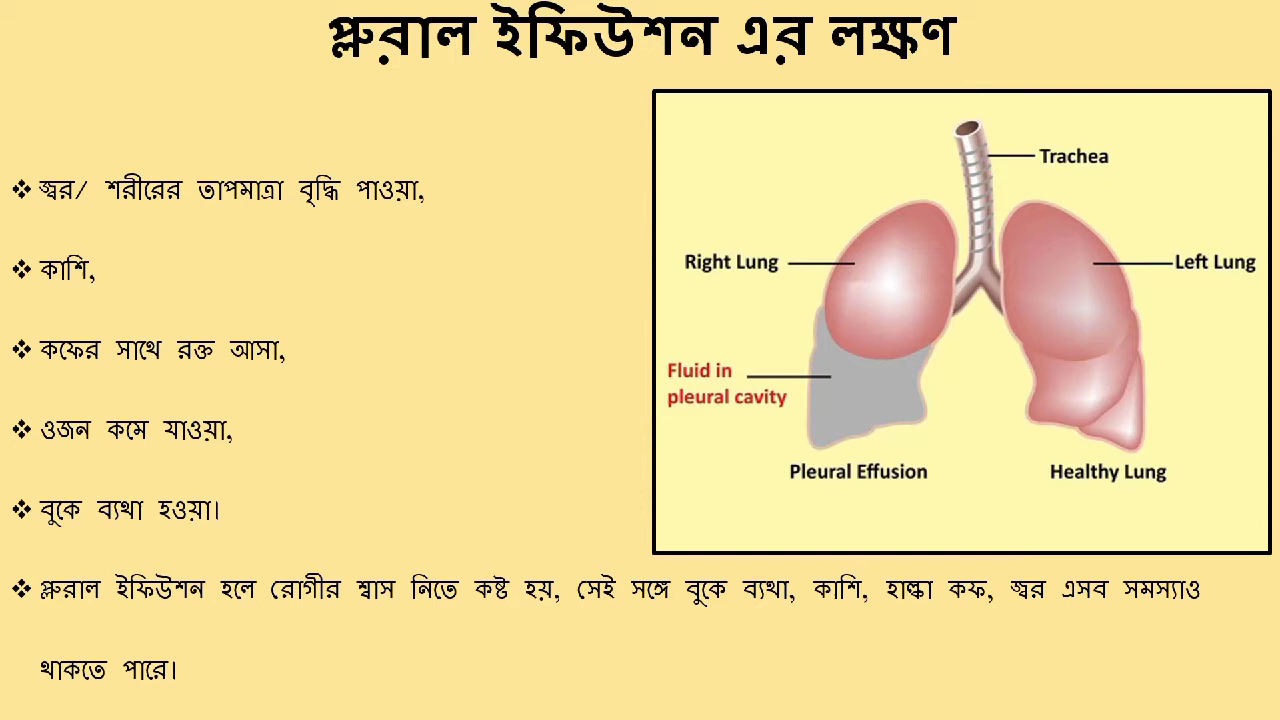 প্লুরাল ইফিউশন এর লক্ষণ
❖ জ্বর/ শরীরের তাপমাত্রা বৃদ্ধি পাওয়া,
❖ কাশি,
❖ কফের সাথে রক্ত আসা,
❖ ওজন কমে যাওয়া,
❖ বুকে ব্যথা হওয়া।
❖ প্লুরাল ইফিউশন হলে রোগীর শ্বাস নিতে কষ্ট হয়, সেই সঙ্গে বুকে ব্যথা, কাশি, হাল্কা কফ, জ্বর এসব সমস্যাও
থাকতে পারে।
Trachea
Right Lung
Left Lung
Fluid in
pleural cavity
Pleural Effusion
Healthy Lung